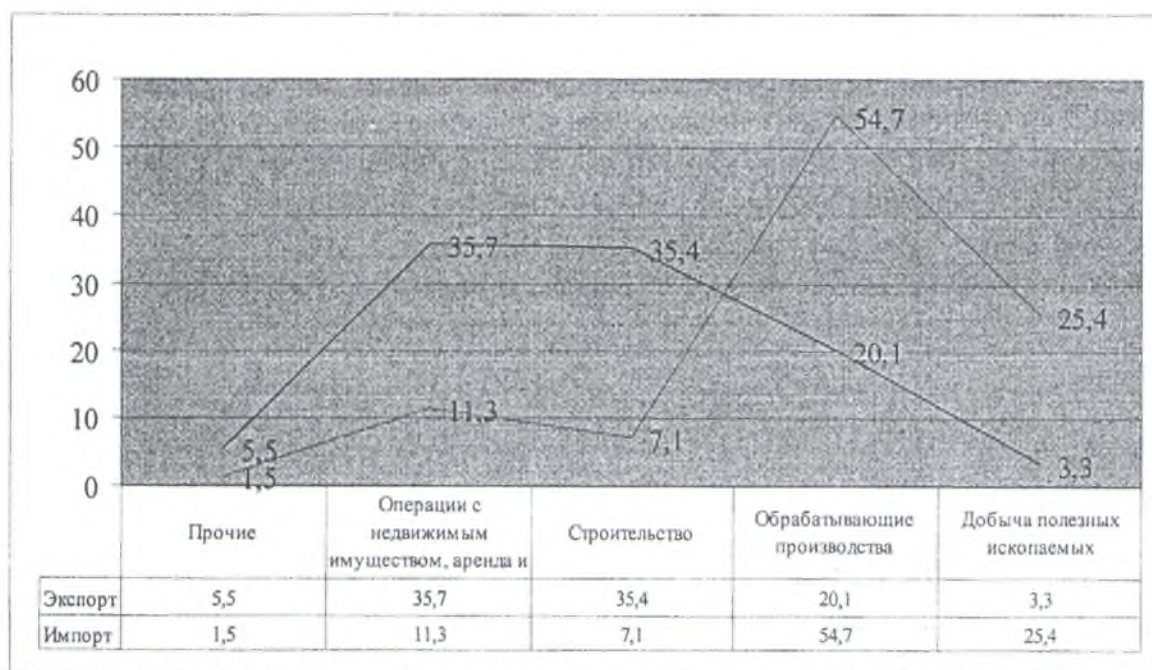 60
50
40
30
20
10
0
54,7
35,7
35,4
25,4
20,1
11,3
7,1
5,5
1,5
3,3
Прочие
Операции с
недвижимым
имуществом, аренда и
Строительство
Обрабатывающие
производства
Добыча полезных
ископаемых
Экспорт 5,5 35,7 35,4 20,1 3,3
Импорт 1,5 11,3 7,1 54,7 25,4